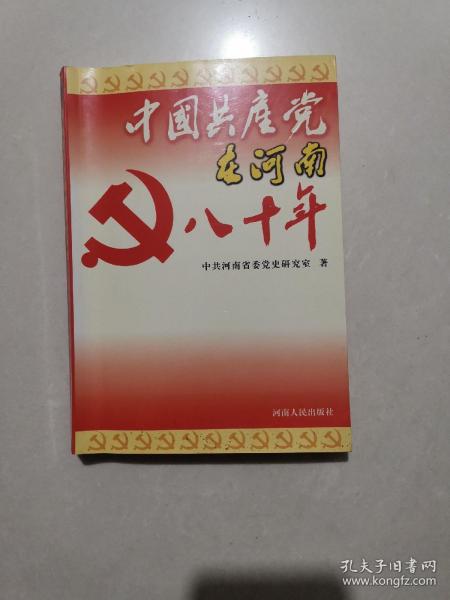 中國共產党
在河南
八十年
中共河南省委党史研究室 著
河南人民出版社
孔夫子旧书网
www.kongfz.com